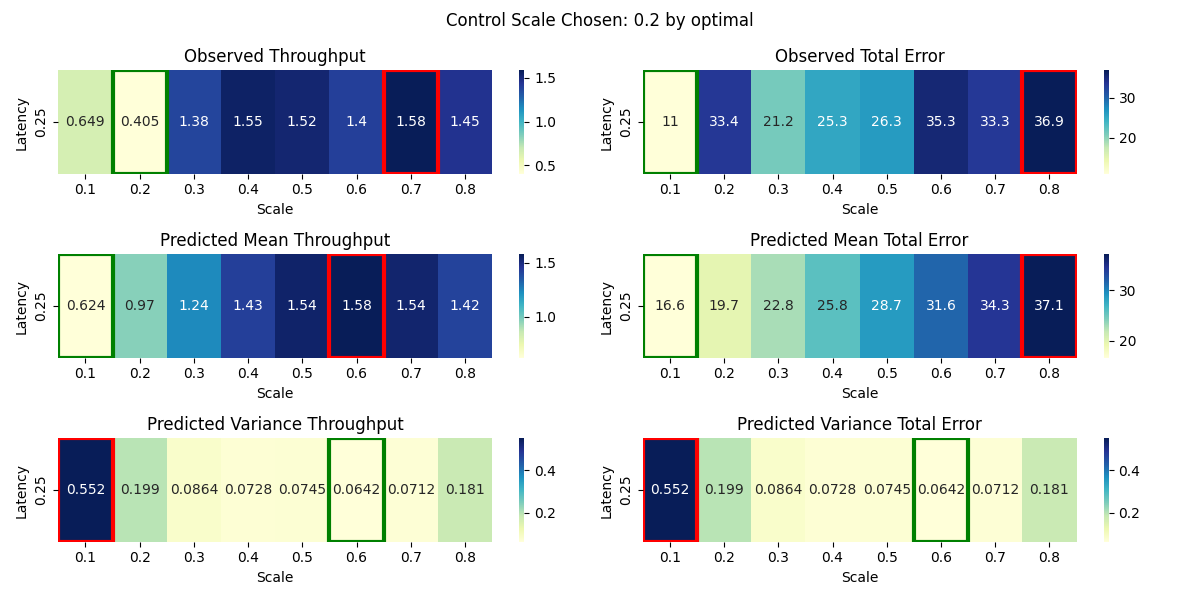 Control Scale Chosen: 0.2 by optimal
Observed Throughput
Latency
0.25
0.649 0.405 1.38 1.55 1.52 1.4 1.58 1.45
0.1 0.2 0.3 0.4 0.5 0.6 0.7 0.8
Scale
1.5
1.0
0.5
Observed Total Error
Latency
0.25
11 33.4 21.2 25.3 26.3 35.3 33.3 36.9
0.1 0.2 0.3 0.4 0.5 0.6 0.7 0.8
Scale
30
20
Predicted Mean Throughput
Latency
0.25
0.624 0.97 1.24 1.43 1.54 1.58 1.54 1.42
0.1 0.2 0.3 0.4 0.5 0.6 0.7 0.8
Scale
1.5
1.0
Predicted Mean Total Error
Latency
0.25
16.6 19.7 22.8 25.8 28.7 31.6 34.3 37.1
0.1 0.2 0.3 0.4 0.5 0.6 0.7 0.8
Scale
30
20
Predicted Variance Throughput
Latency
0.25
0.552 0.199 0.0864 0.0728 0.0745 0.0642 0.0712 0.181
0.1 0.2 0.3 0.4 0.5 0.6 0.7 0.8
Scale
0.4
0.2
Predicted Variance Total Error
Latency
0.25
0.552 0.199 0.0864 0.0728 0.0745 0.0642 0.0712 0.181
0.1 0.2 0.3 0.4 0.5 0.6 0.7 0.8
Scale
0.4
0.2